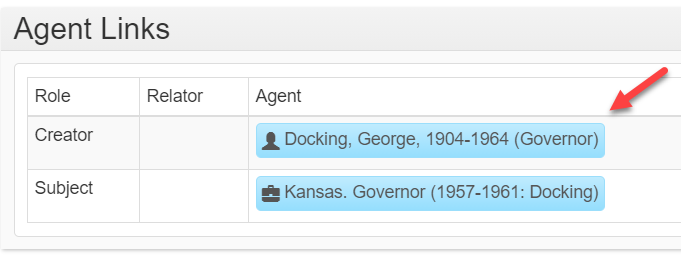 Agent Links
Role Relator Agent
Creator Docking, George, 1904-1964 (Governor)
Subject Kansas. Governor (1957-1961: Docking)